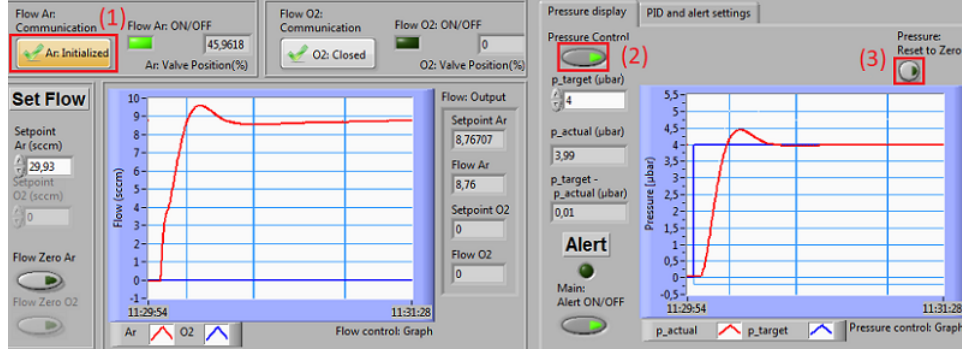 Flow Ar:
Communication
(1)
Flow Ar: ON/OFF
Ar: Initialized
45,9618
Ar: Valve Position(%)
Flow O2:
Communication
Flow O2: ON/OFF
O2: Closed
0
O2: Valve Position(%)
Set Flow
Setpoint
Ar (sccm)
29,93
Setpoint
O2 (sccm)
0
Flow Zero Ar
Flow Zero O2
Flow (sccm)
10
9
8
7
6
5
4
3
2
1
0
-1
11:29:54
11:31:28
Ar
O2
Flow control: Graph
Flow: Output
Setpoint Ar
8,76707
Flow Ar
8,76
Setpoint O2
0
Flow O2
0
Pressure display
PID and alert settings
Pressure Control
(2)
Pressure:
Reset to Zero
(3)
p_target (μbar)
4
p_actual (μbar)
3,99
p_target -
p_actual (μbar)
0,01
Alert
Main:
Alert ON/OFF
Pressure [μbar)
5,5
5
4,5
4
3,5
3
2,5
2
1,5
1
0,5
0
-0,5
11:29:54
11:31:28
p_actual
p_target
Pressure control: Graph